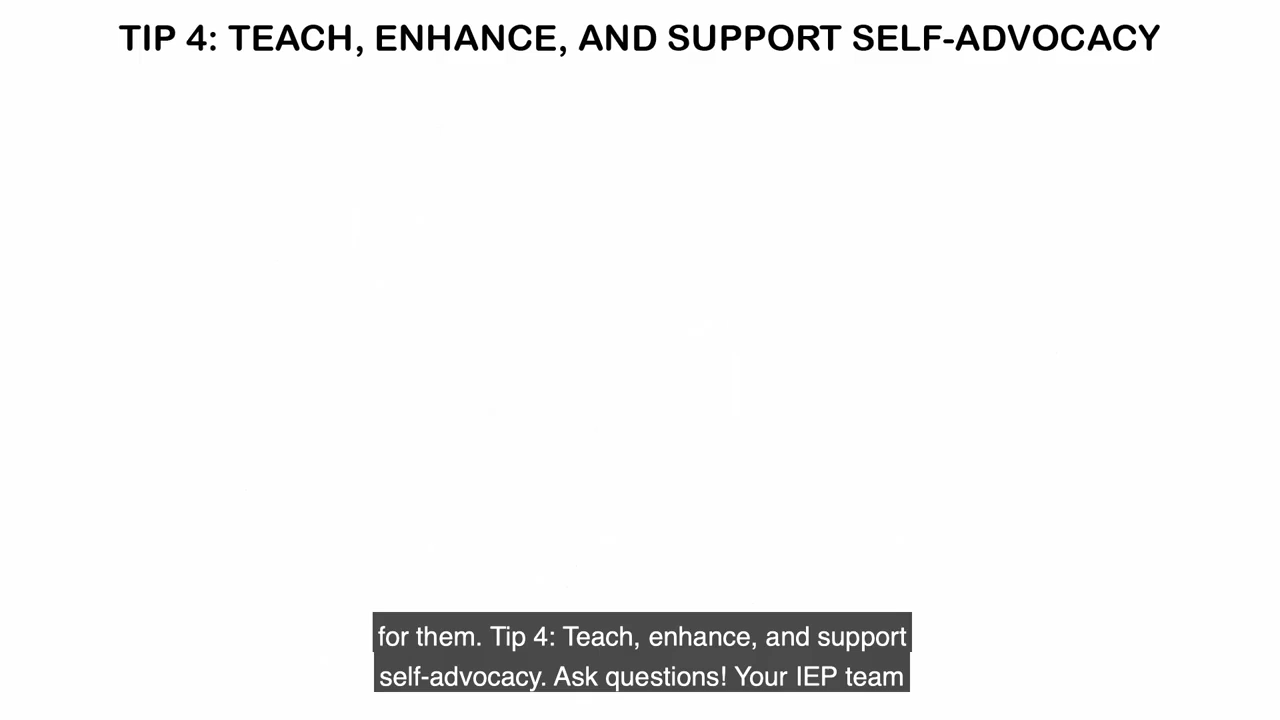 TIP 4: TEACH, ENHANCE, AND SUPPORT SELF-ADVOCACY
for them. Tip 4: Teach, enhance, and support
self-advocacy. Ask questions! Your IEP team